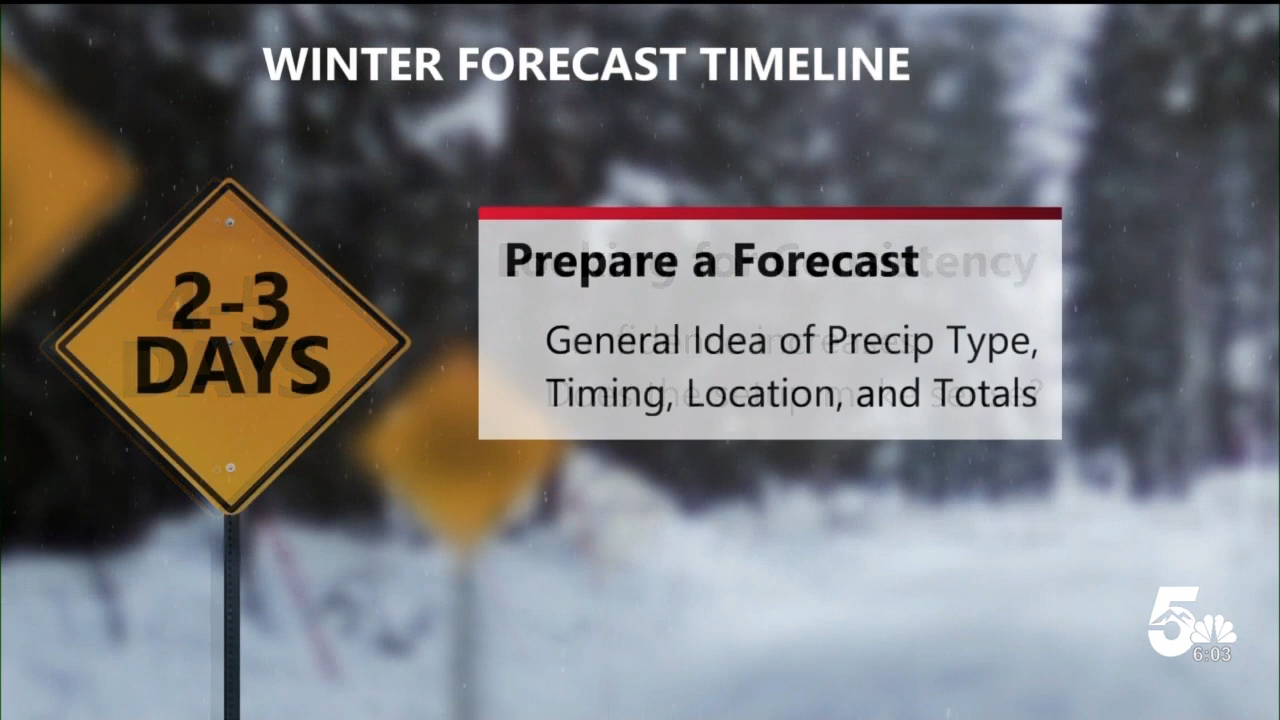 WINTER FORECAST TIMELINE
2-3
DAYS
Prepare a Forecast
General Idea of Precip Type,
Timing, Location, and Totals
5
6:03